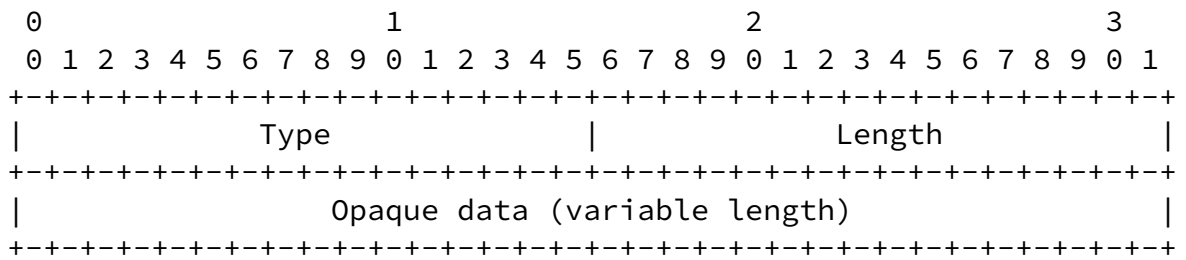 0                   1                   2                   3
 0 1 2 3 4 5 6 7 8 9 0 1 2 3 4 5 6 7 8 9 0 1 2 3 4 5 6 7 8 9 0 1
+-+-+-+-+-+-+-+-+-+-+-+-+-+-+-+-+-+-+-+-+-+-+-+-+-+-+-+-+-+-+-+-+
|             Type              |             Length            |
+-+-+-+-+-+-+-+-+-+-+-+-+-+-+-+-+-+-+-+-+-+-+-+-+-+-+-+-+-+-+-+-+
|                 Opaque data (variable length)                 |
+-+-+-+-+-+-+-+-+-+-+-+-+-+-+-+-+-+-+-+-+-+-+-+-+-+-+-+-+-+-+-+-+